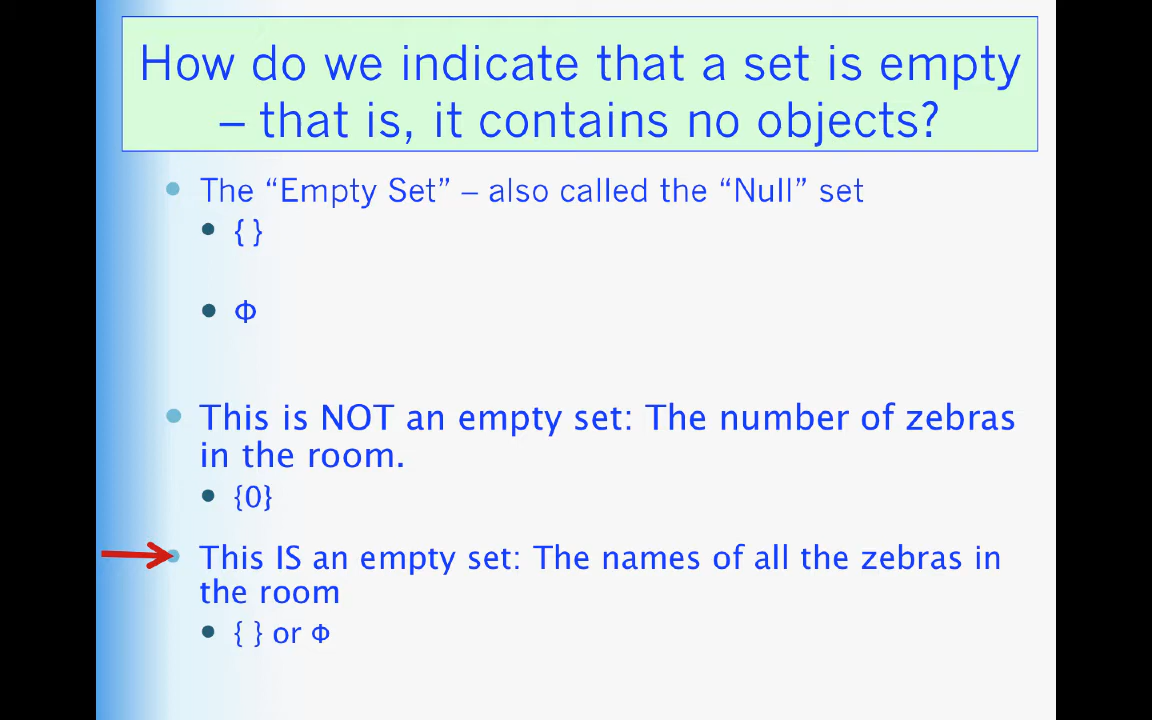 How do we indicate that a set is empty
– that is, it contains no objects?
The “Empty Set” – also called the “Null” set
{ }
Φ
This is NOT an empty set: The number of zebras
in the room.
{0}
This IS an empty set: The names of all the zebras in
the room
{ } or Φ